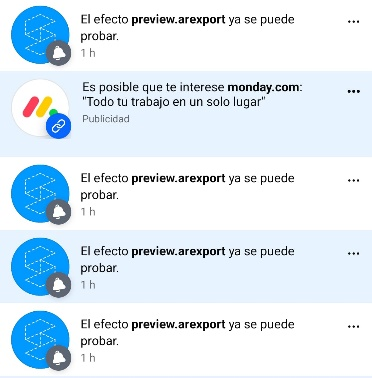 El efecto preview.arexport ya se puede
probar.
1 h
Es posible que te interese monday.com:
"Todo tu trabajo en un solo lugar"
Publicidad
El efecto preview.arexport ya se puede
probar.
1 h
El efecto preview.arexport ya se puede
probar.
1 h
El efecto preview.arexport ya se puede
probar.
1 h